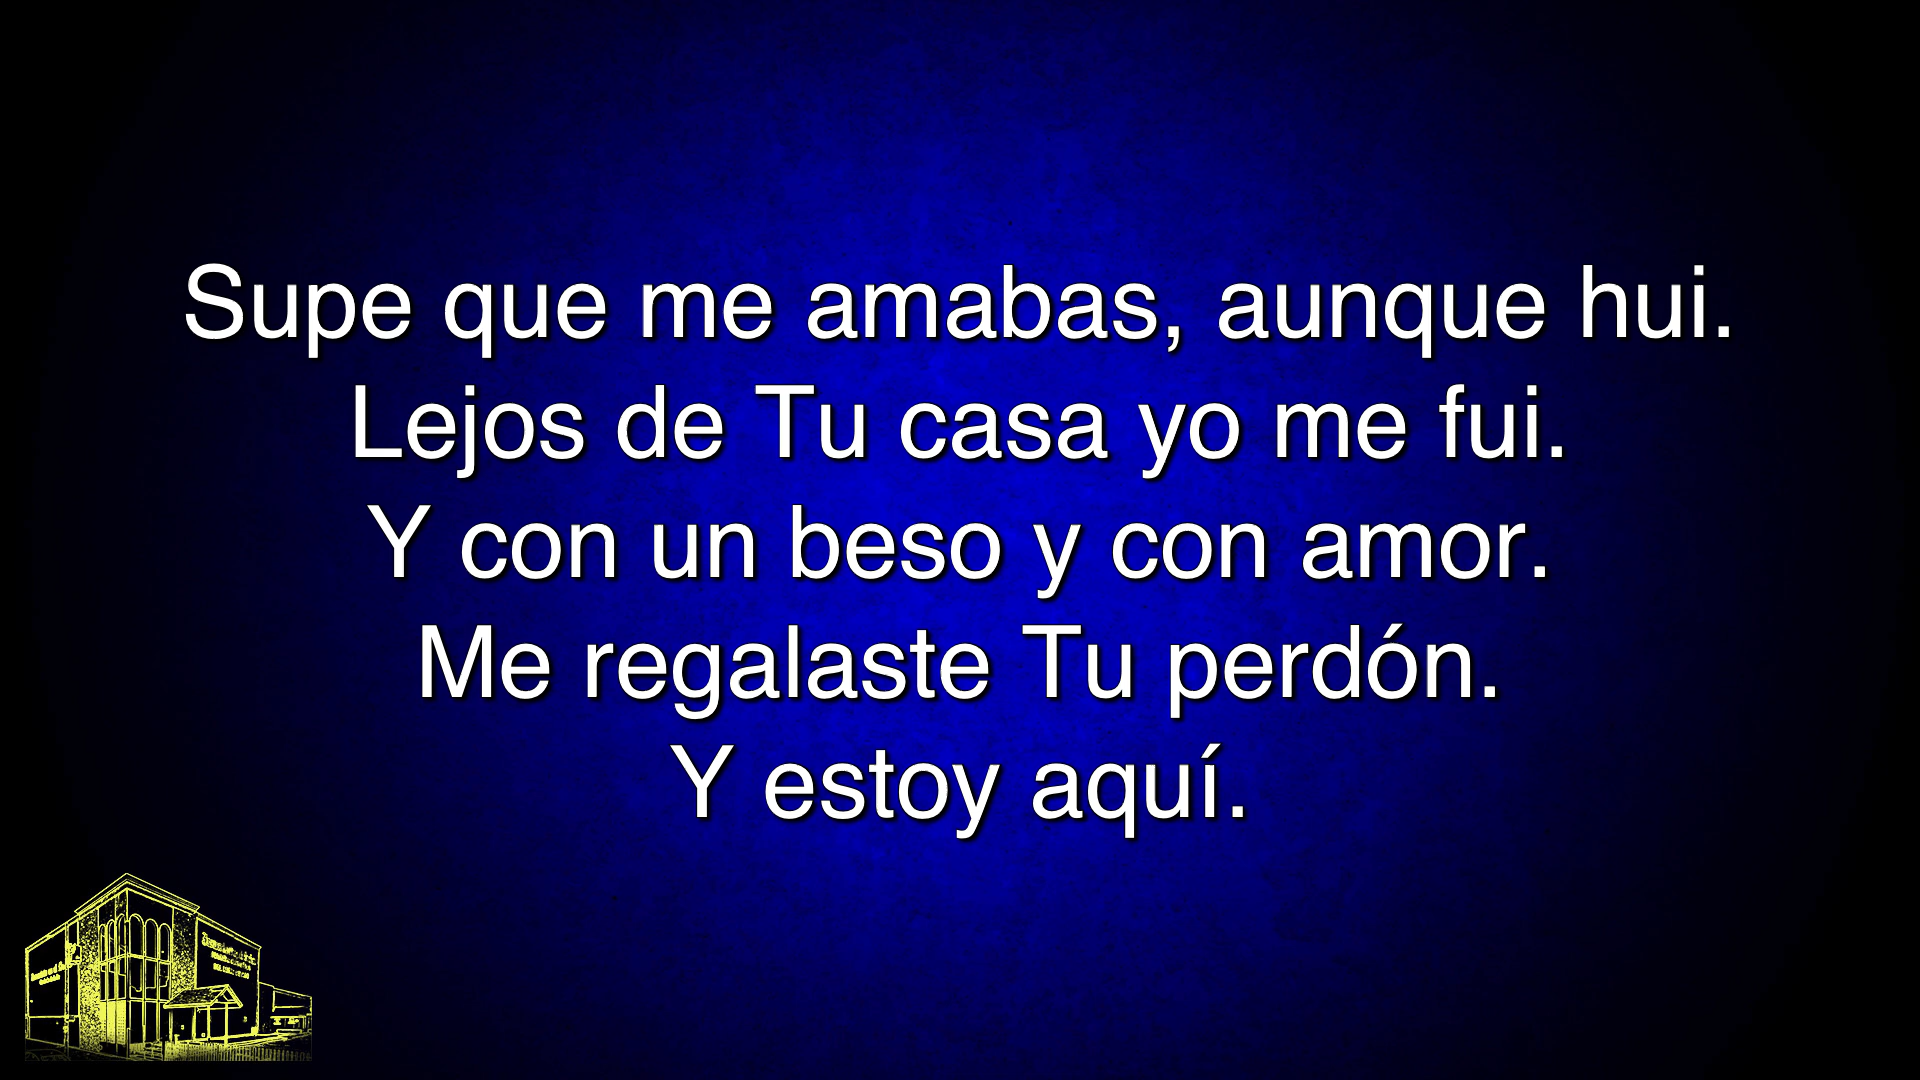 Supe que me amabas, aunque hui.
Lejos de Tu casa yo me fui.
Y con un beso y con amor.
Me regalaste Tu perdón.
Y estoy aquí.